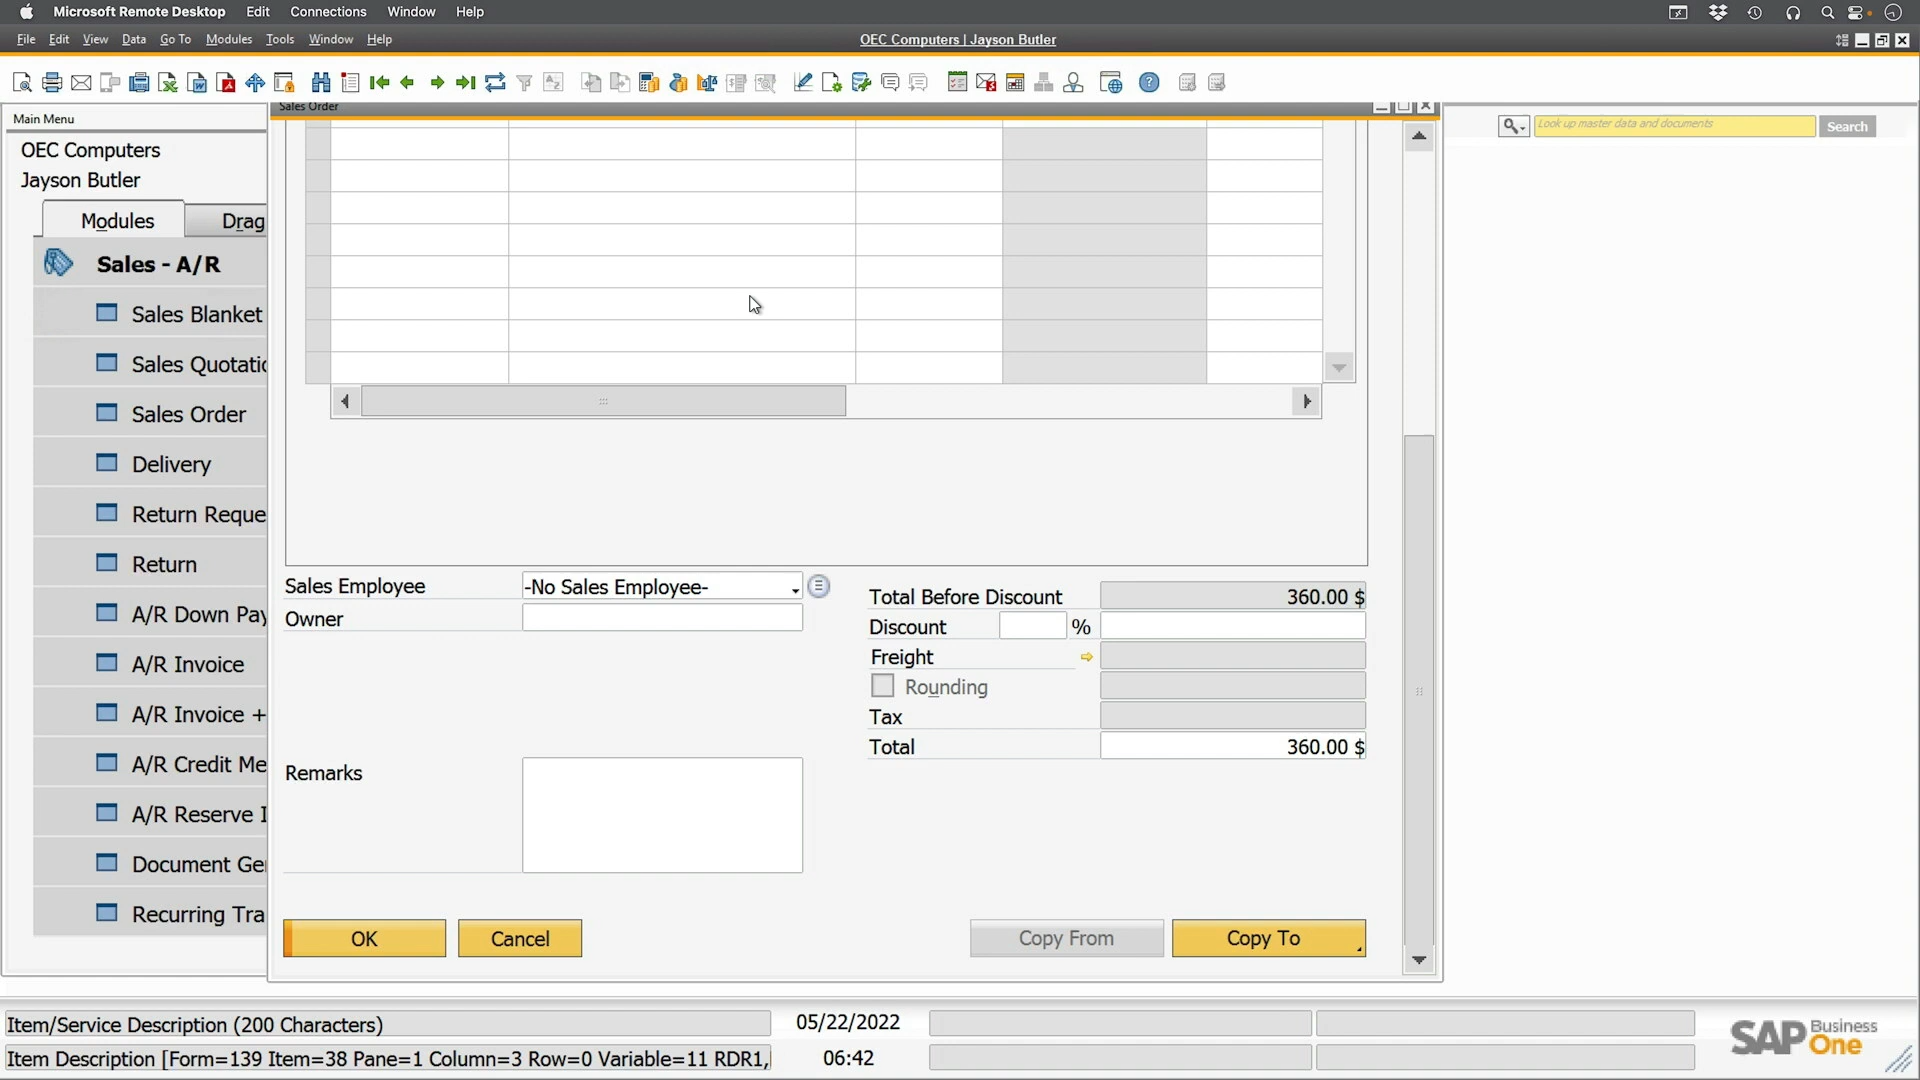 Microsoft Remote Desktop Edit Connections Window Help
File Edit View Data Go To Modules Tools Window Help
OEC Computers | Jayson Butler
Sales Order
Main Menu
Look up master data and documents
Search
OEC Computers
Jayson Butler
Modules
Drag
Sales - A/R
Sales Blanket
Sales Quotatio
Sales Order
Delivery
Return Reque
Return
A/R Down Pay
A/R Invoice
A/R Invoice +
A/R Credit Me
A/R Reserve I
Document Ge
Recurring Tra
Sales Employee
-No Sales Employee-
Owner
Remarks
Total Before Discount 360.00 $
Discount %
Freight
Rounding
Tax
Total 360.00 $
OK
Cancel
Copy From
Copy To
Item/Service Description (200 Characters)
05/22/2022
Item Description [Form=139 Item=38 Pane=1 Column=3 Row=0 Variable=11 RDR1,
06:42
SAP Business One